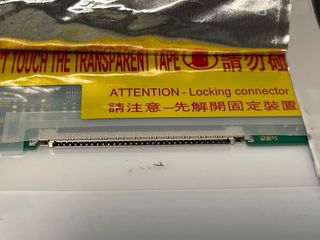 T TOUCH THE TRANSPARENT TAPE 請勿碰
ATTENTION - Locking connector
請注意-先解開固定裝置